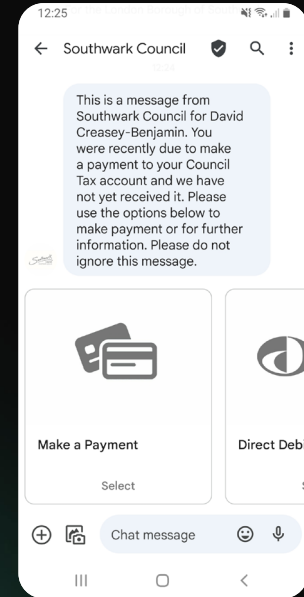 12:25
Southwark Council
This is a message from
Southwark Council for David
Creasey-Benjamin. You
were recently due to make
a payment to your Council
Tax account and we have
not yet received it. Please
use the options below to
make payment or for further
information. Please do not
ignore this message.
Make a Payment
Direct Deb
Select
Chat message